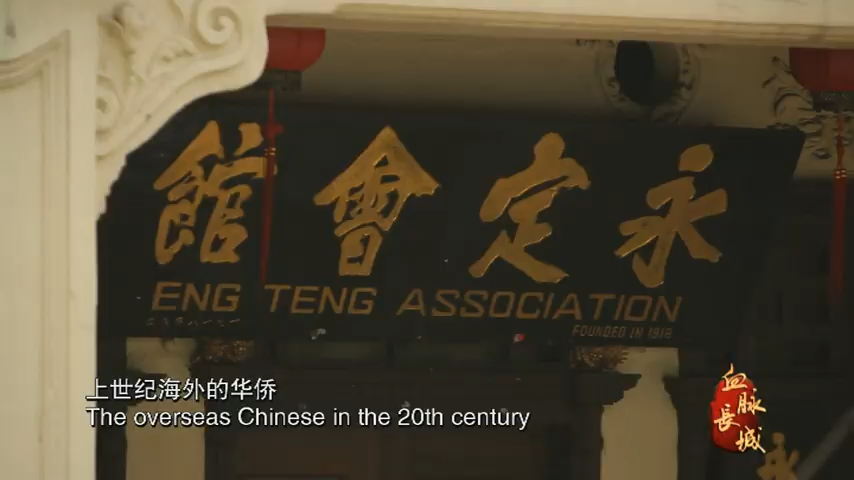 永定會館
ENG TENG ASSOCIATION
FOUNDED IN 1918
上世纪海外的华侨
The overseas Chinese in the 20th century
血脉
長城